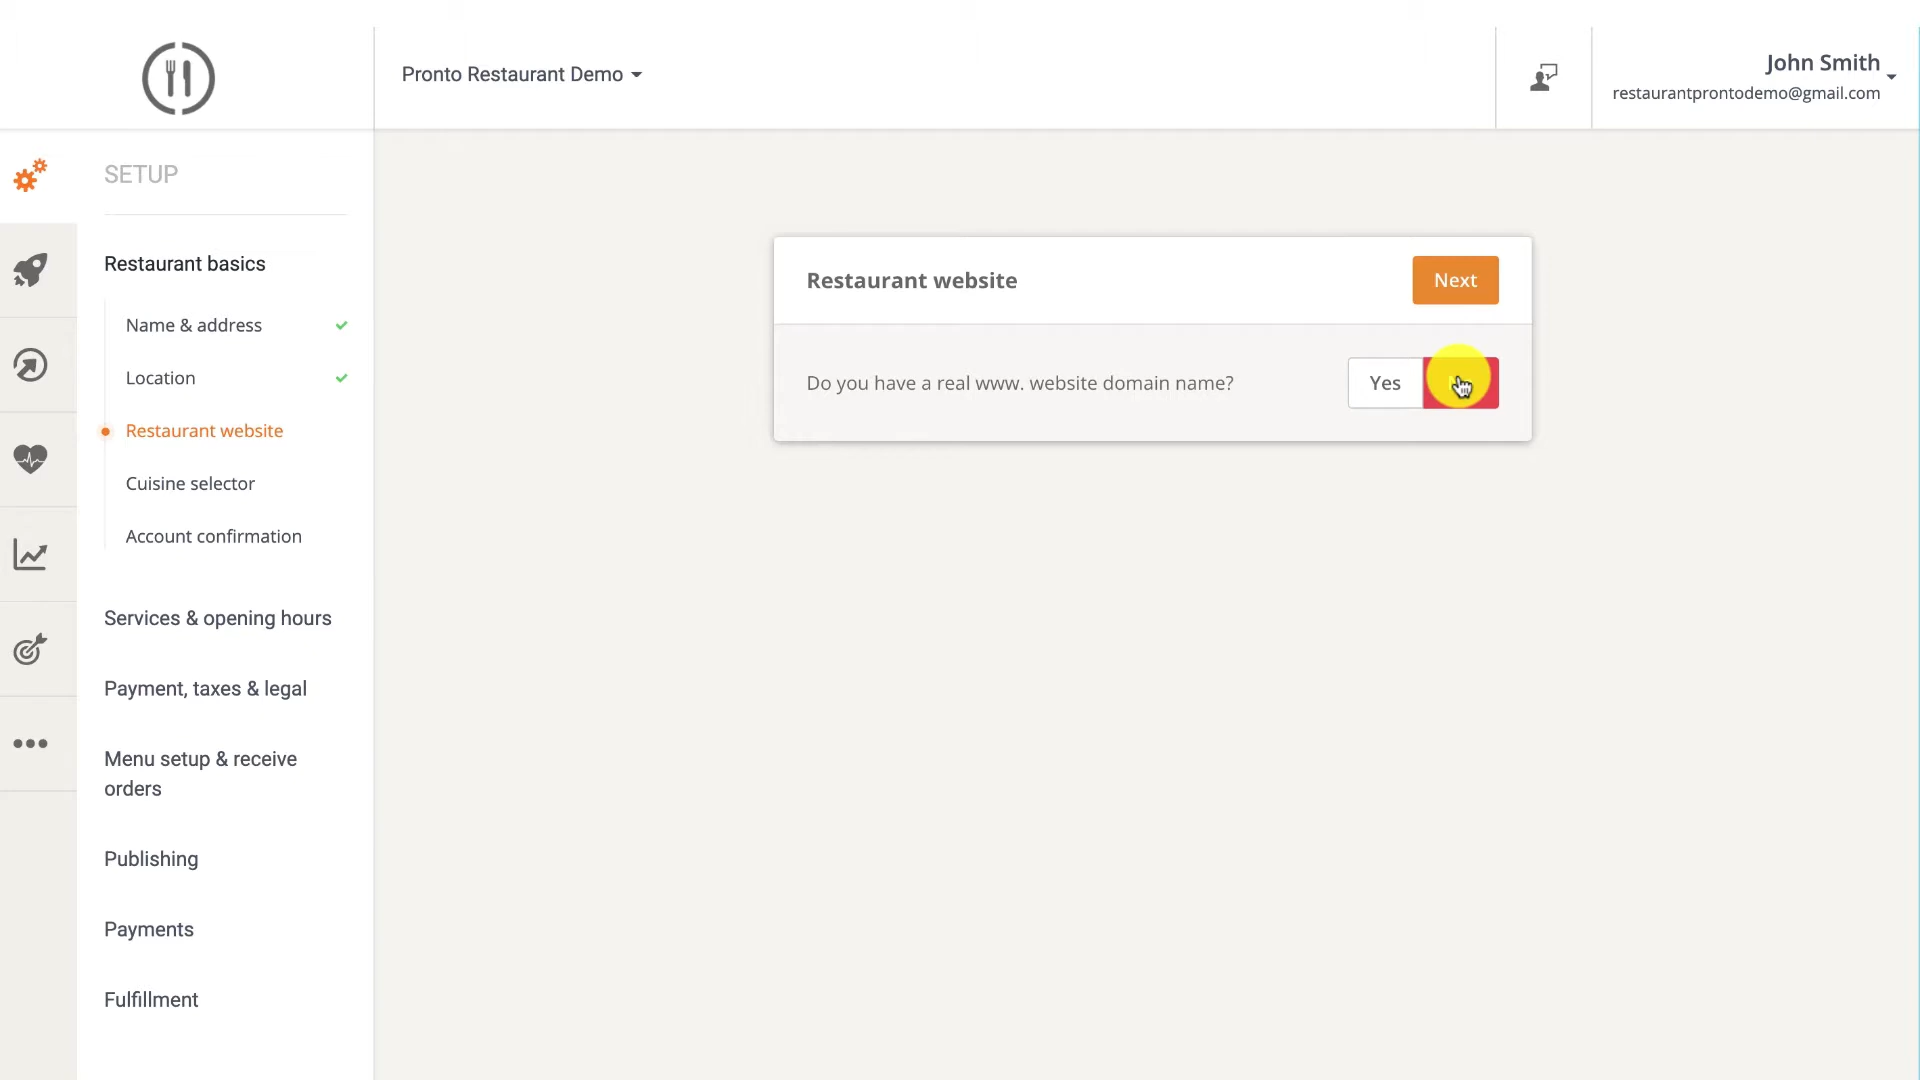 Pronto Restaurant Demo
John Smith
restaurantprontodemo@gmail.com
SETUP
Restaurant basics
Name & address
Location
Restaurant website
Cuisine selector
Account confirmation
Services & opening hours
Payment, taxes & legal
Menu setup & receive
orders
Publishing
Payments
Fulfillment
Restaurant website
Next
Do you have a real www. website domain name?
Yes